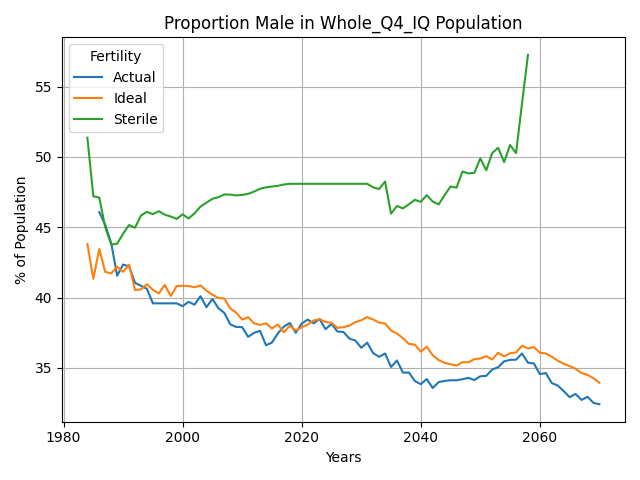 Proportion Male in Whole_Q4_IQ Population
Fertility
Actual
Ideal
Sterile
% of Population
55
50
45
40
35
1980
2000
2020
2040
2060
Years